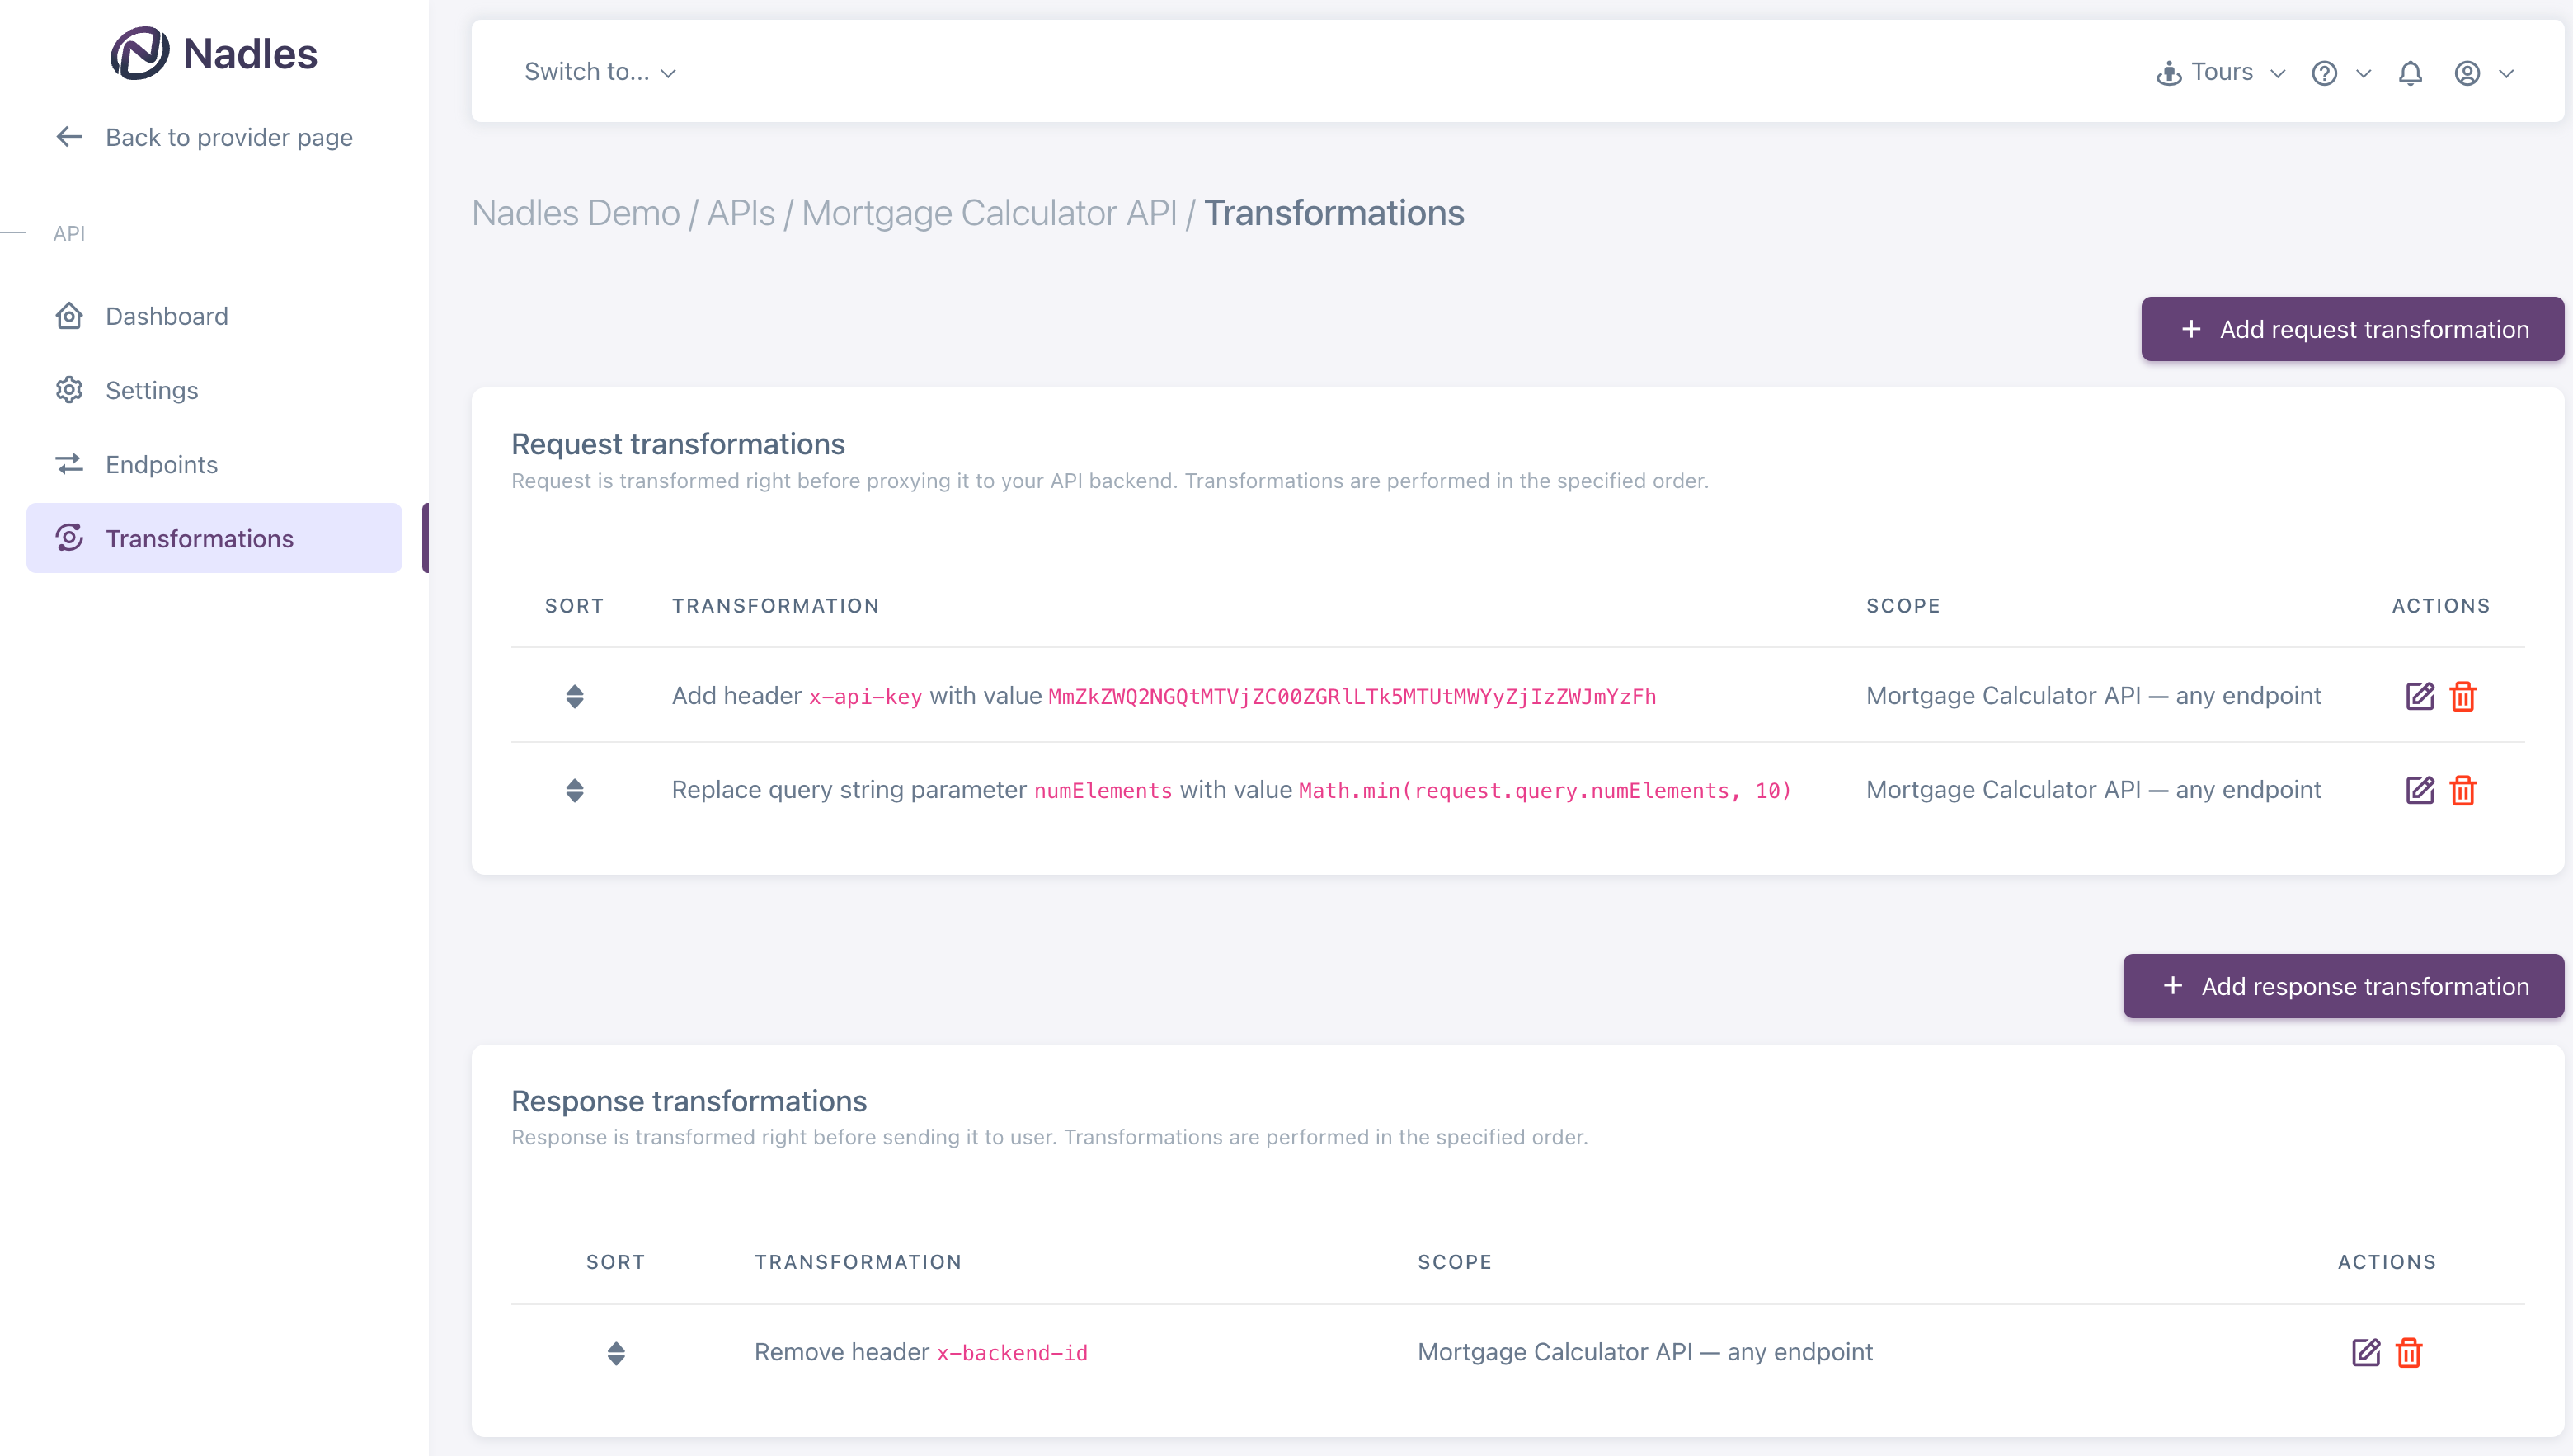 Nadles
Switch to...
Tours
Back to provider page
Nadles Demo / APIs / Mortgage Calculator API / Transformations
API
Dashboard
Settings
Endpoints
Transformations
+ Add request transformation
Request transformations
Request is transformed right before proxying it to your API backend. Transformations are performed in the specified order.
SORT TRANSFORMATION SCOPE ACTIONS
Add header x-api-key with value MmZkZWQ2NGQtMTVjZC00ZGRlLTk5MTUtMWYyZjIzZWJmYzFh Mortgage Calculator API — any endpoint
Replace query string parameter numElements with value Math.min(request.query.numElements, 10) Mortgage Calculator API — any endpoint
+ Add response transformation
Response transformations
Response is transformed right before sending it to user. Transformations are performed in the specified order.
SORT TRANSFORMATION SCOPE ACTIONS
Remove header x-backend-id Mortgage Calculator API — any endpoint